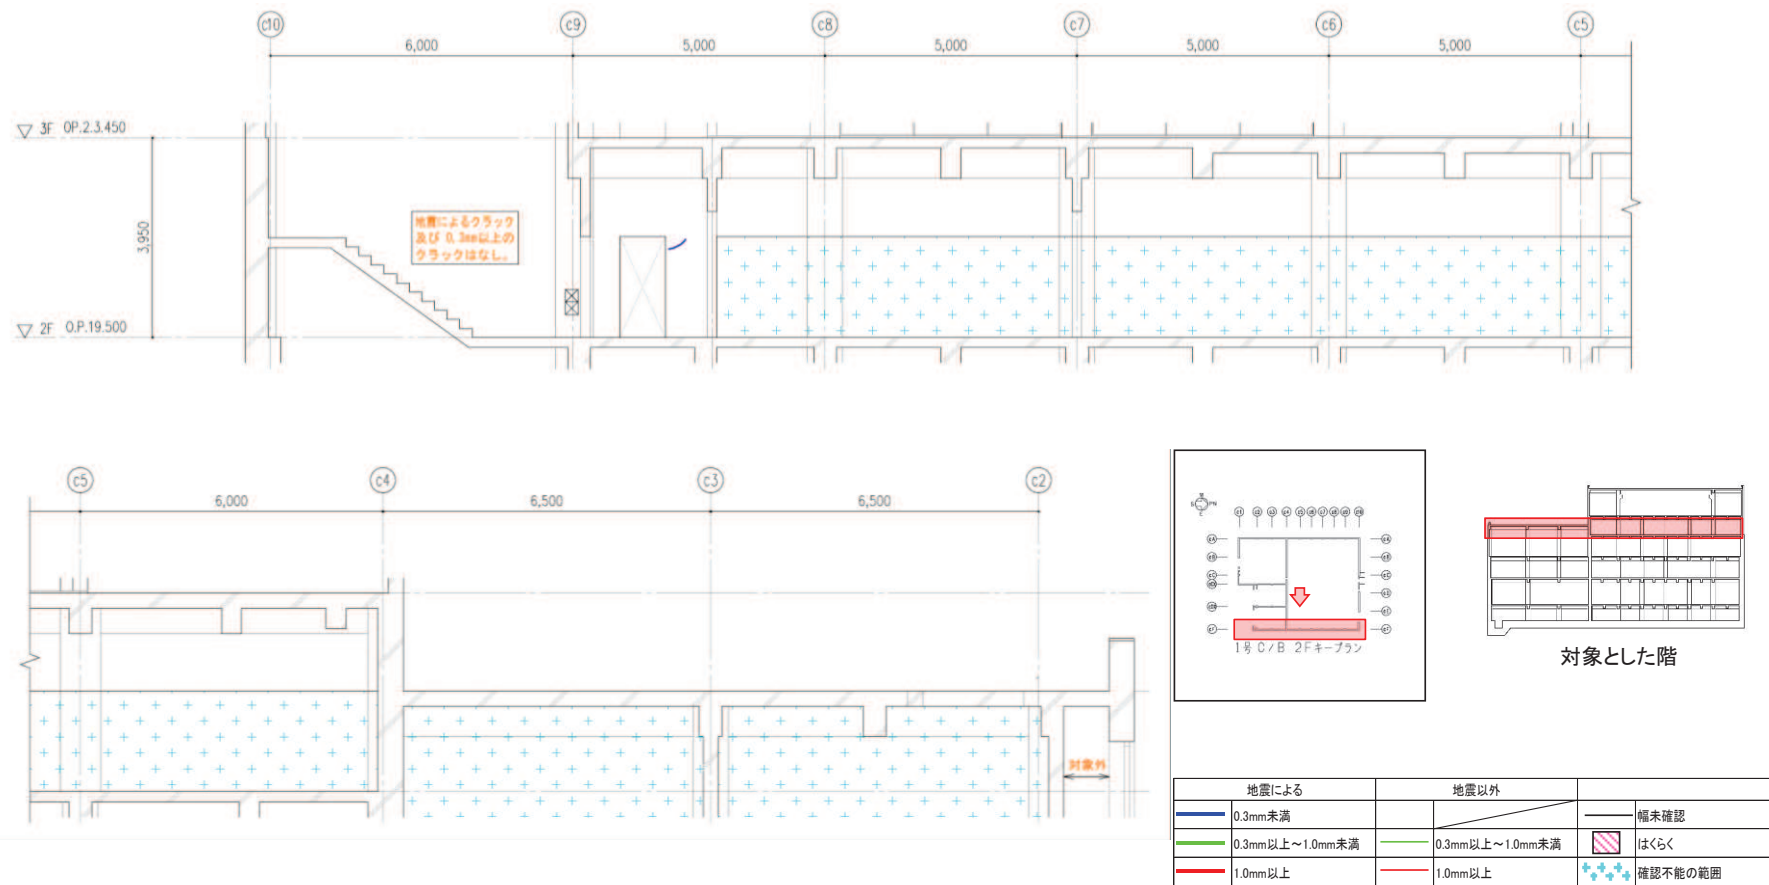 c10 c9 c8 c7 c6 c5
6,000 5,000 5,000 5,000 5,000
3F OP.2.3.450
3,950
地震によるクラック
及び 0.3mm以上の
クラックはなし。
2F O.P.19.500
c5 c4 c3 c2
6,000 6,500 6,500
対象外
1号 C/B 2Fキープラン
対象とした階
地震による 地震以外
0.3mm未満 幅未確認
0.3mm以上～1.0mm未満 0.3mm以上～1.0mm未満 はくらく
1.0mm以上 1.0mm以上 確認不能の範囲